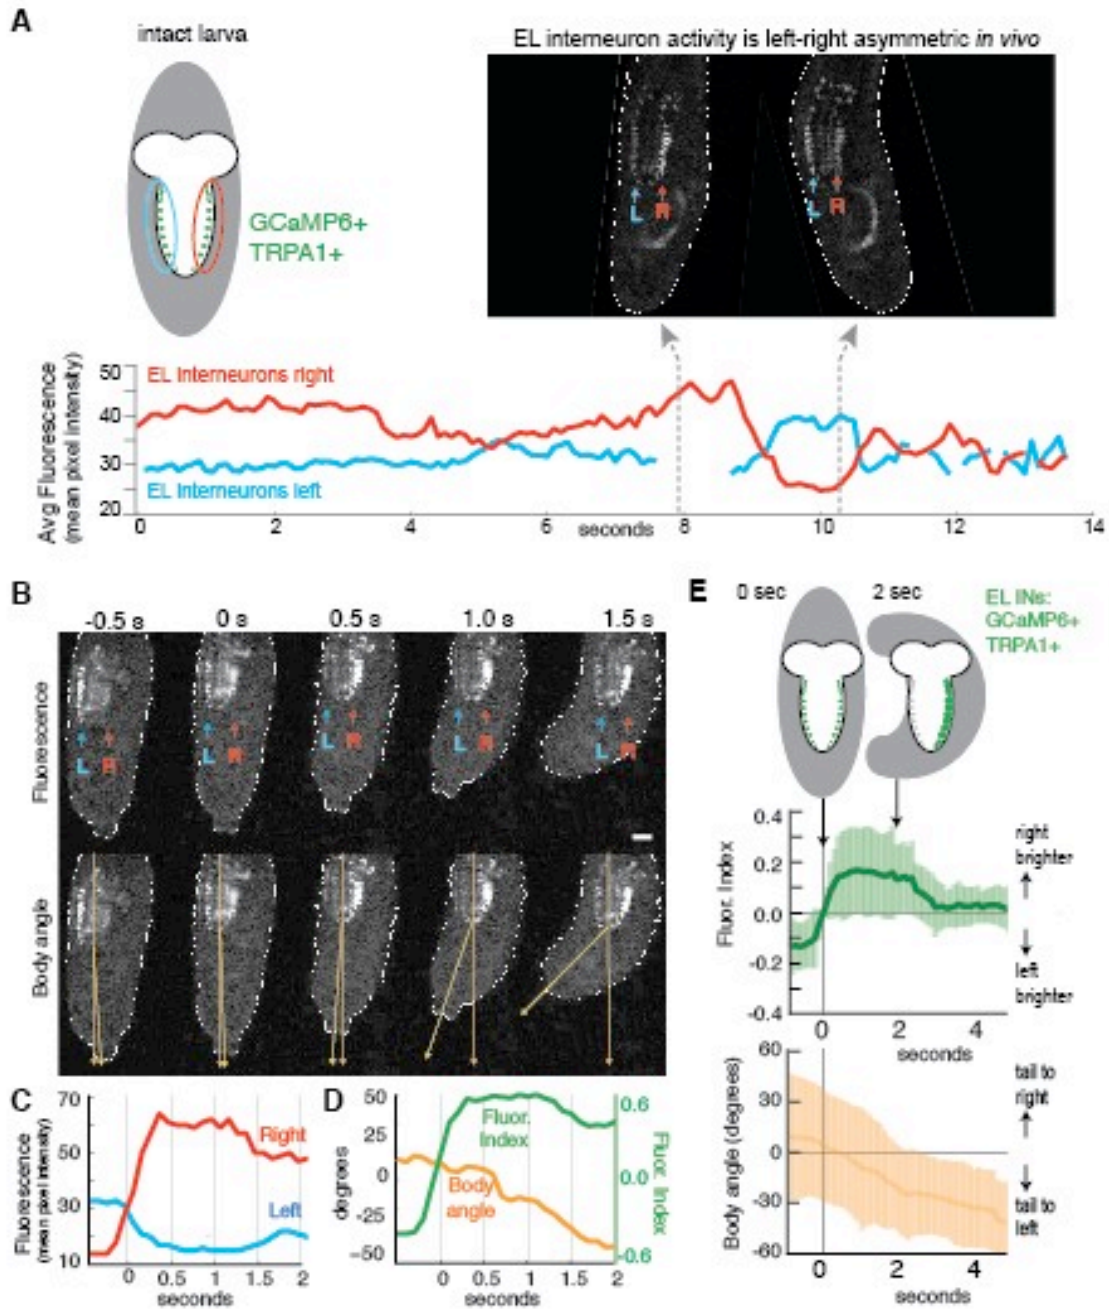 A
intact larva
EL interneuron activity is left-right asymmetric in vivo
GCaMP6+
TRPA1+
L
R
L
R
Avg Fluorescence
(mean pixel intensity)
50
40
30
20
EL Interneurons right
EL Interneurons left
0
2
4
6
seconds
8
10
12
14
B
-0.5 s
0 s
0.5 s
1.0 s
1.5 s
Fluorescence
L R
L R
L R
L R
L R
Body angle
E
0 sec
2 sec
EL INs:
GCaMP6+
TRPA1+
Fluor. Index
0.4
0.2
0.0
-0.2
-0.4
right
brighter
left
brighter
0
2
4
seconds
Body angle (degrees)
60
30
0
-30
-60
tail to
right
tail to
left
0
2
4
seconds
C
Fluorescence
(mean pixel intensity)
70
50
30
10
Right
Left
0
0.5
1
1.5
2
seconds
D
degrees
50
25
0
-25
-50
Fluor.
Index
Body
angle
0.6
0.0
-0.6
Fluor. Index
0
0.5
1
1.5
2
seconds